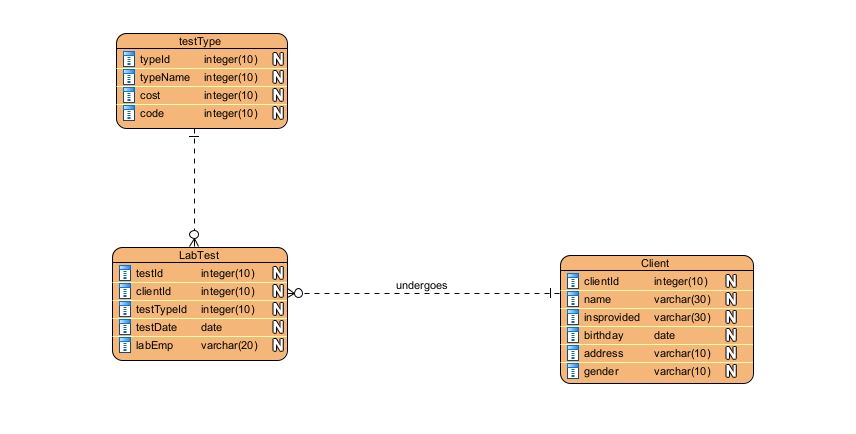 testType
typeId integer(10) N
typeName integer(10) N
cost integer(10) N
code integer(10) N
LabTest
testId integer(10) N
clientId integer(10) N
testTypeId integer(10) N
testDate date N
labEmp varchar(20) N
undergoes
Client
clientId integer(10) N
name varchar(30) N
insprovided varchar(30) N
birthday date N
address varchar(10) N
gender varchar(10) N